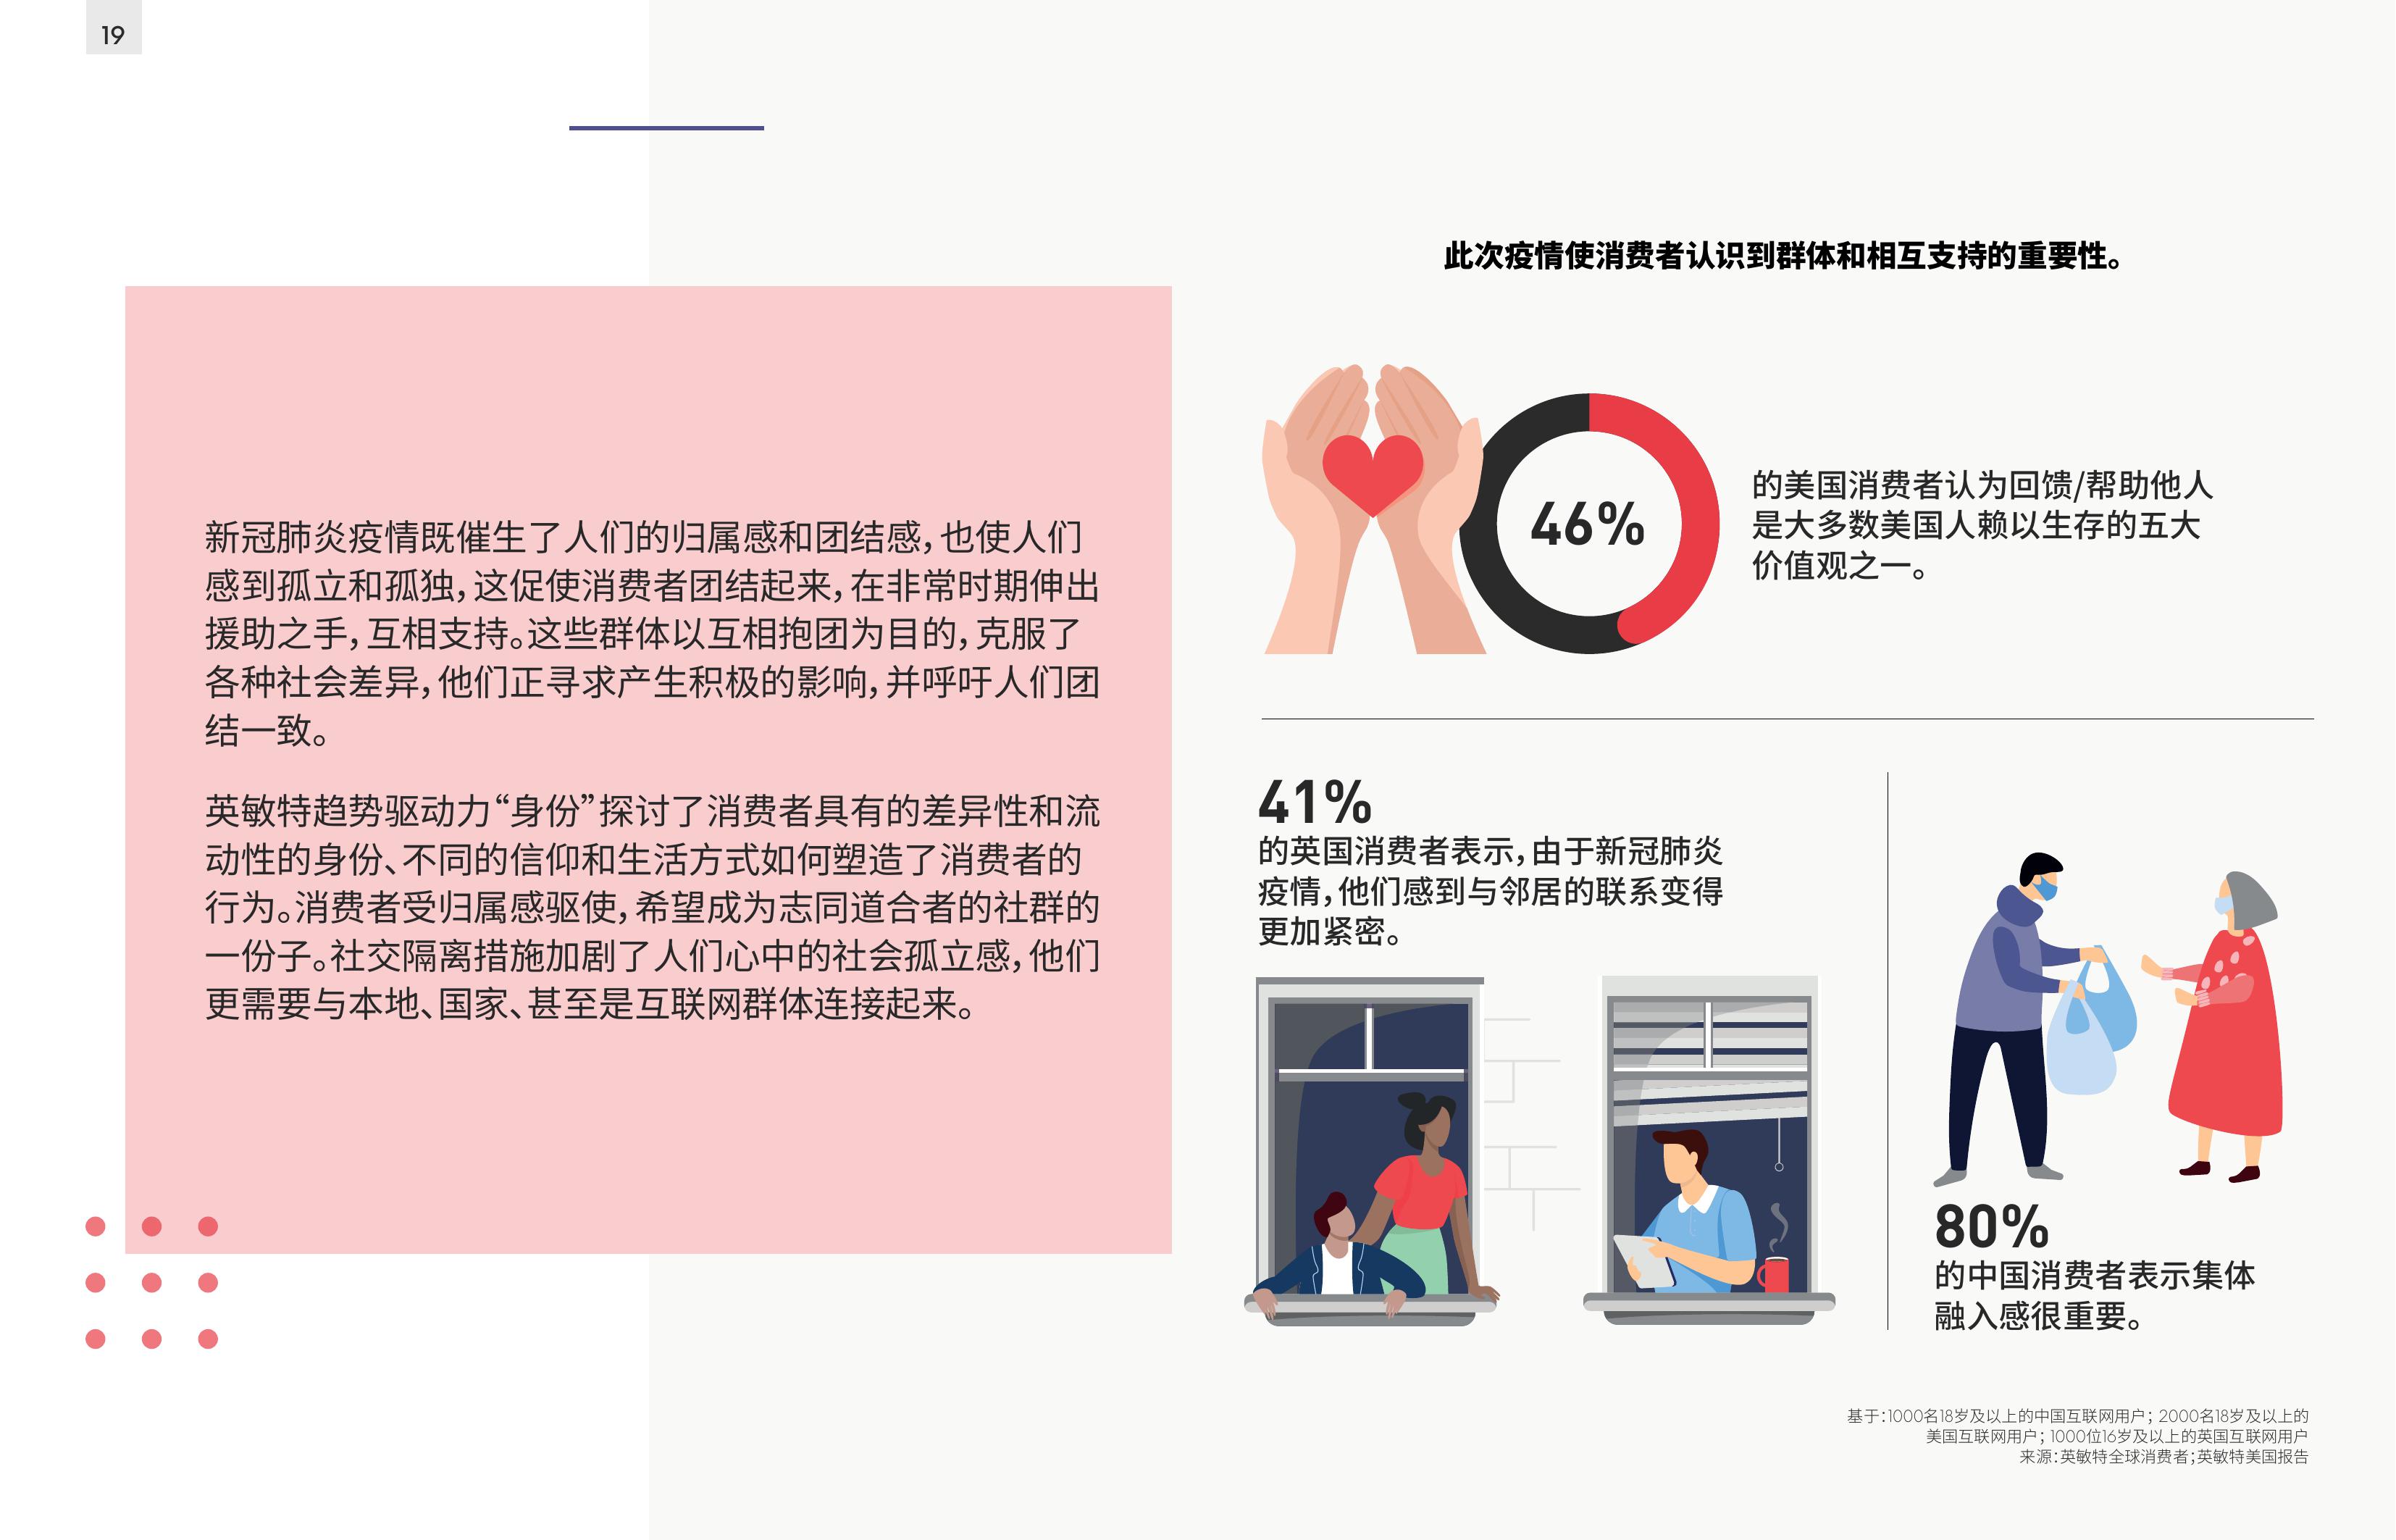 19
新冠肺炎疫情既催生了人们的归属感和团结感，也使人们
感到孤立和孤独，这促使消费者团结起来，在非常时期伸出
援助之手，互相支持。这些群体以互相抱团为目的，克服了
各种社会差异，他们正寻求产生积极的影响，并呼吁人们团
结一致。
英敏特趋势驱动力“身份”探讨了消费者具有的差异性和流
动性的身份、不同的信仰和生活方式如何塑造了消费者的
行为。消费者受归属感驱使，希望成为志同道合者的社群的
一份子。社交隔离措施加剧了人们心中的社会孤立感，他们
更需要与本地、国家、甚至是互联网群体连接起来。
此次疫情使消费者认识到群体和相互支持的重要性。
46%
的美国消费者认为回馈/帮助他人
是大多数美国人赖以生存的五大
价值观之一。
41%
的英国消费者表示，由于新冠肺炎
疫情，他们感到与邻居的联系变得
更加紧密。
80%
的中国消费者表示集体
融入感很重要。
基于：1000名18岁及以上的中国互联网用户；2000名18岁及以上的
美国互联网用户；1000位16岁及以上的英国互联网用户
来源：英敏特全球消费者；英敏特美国报告